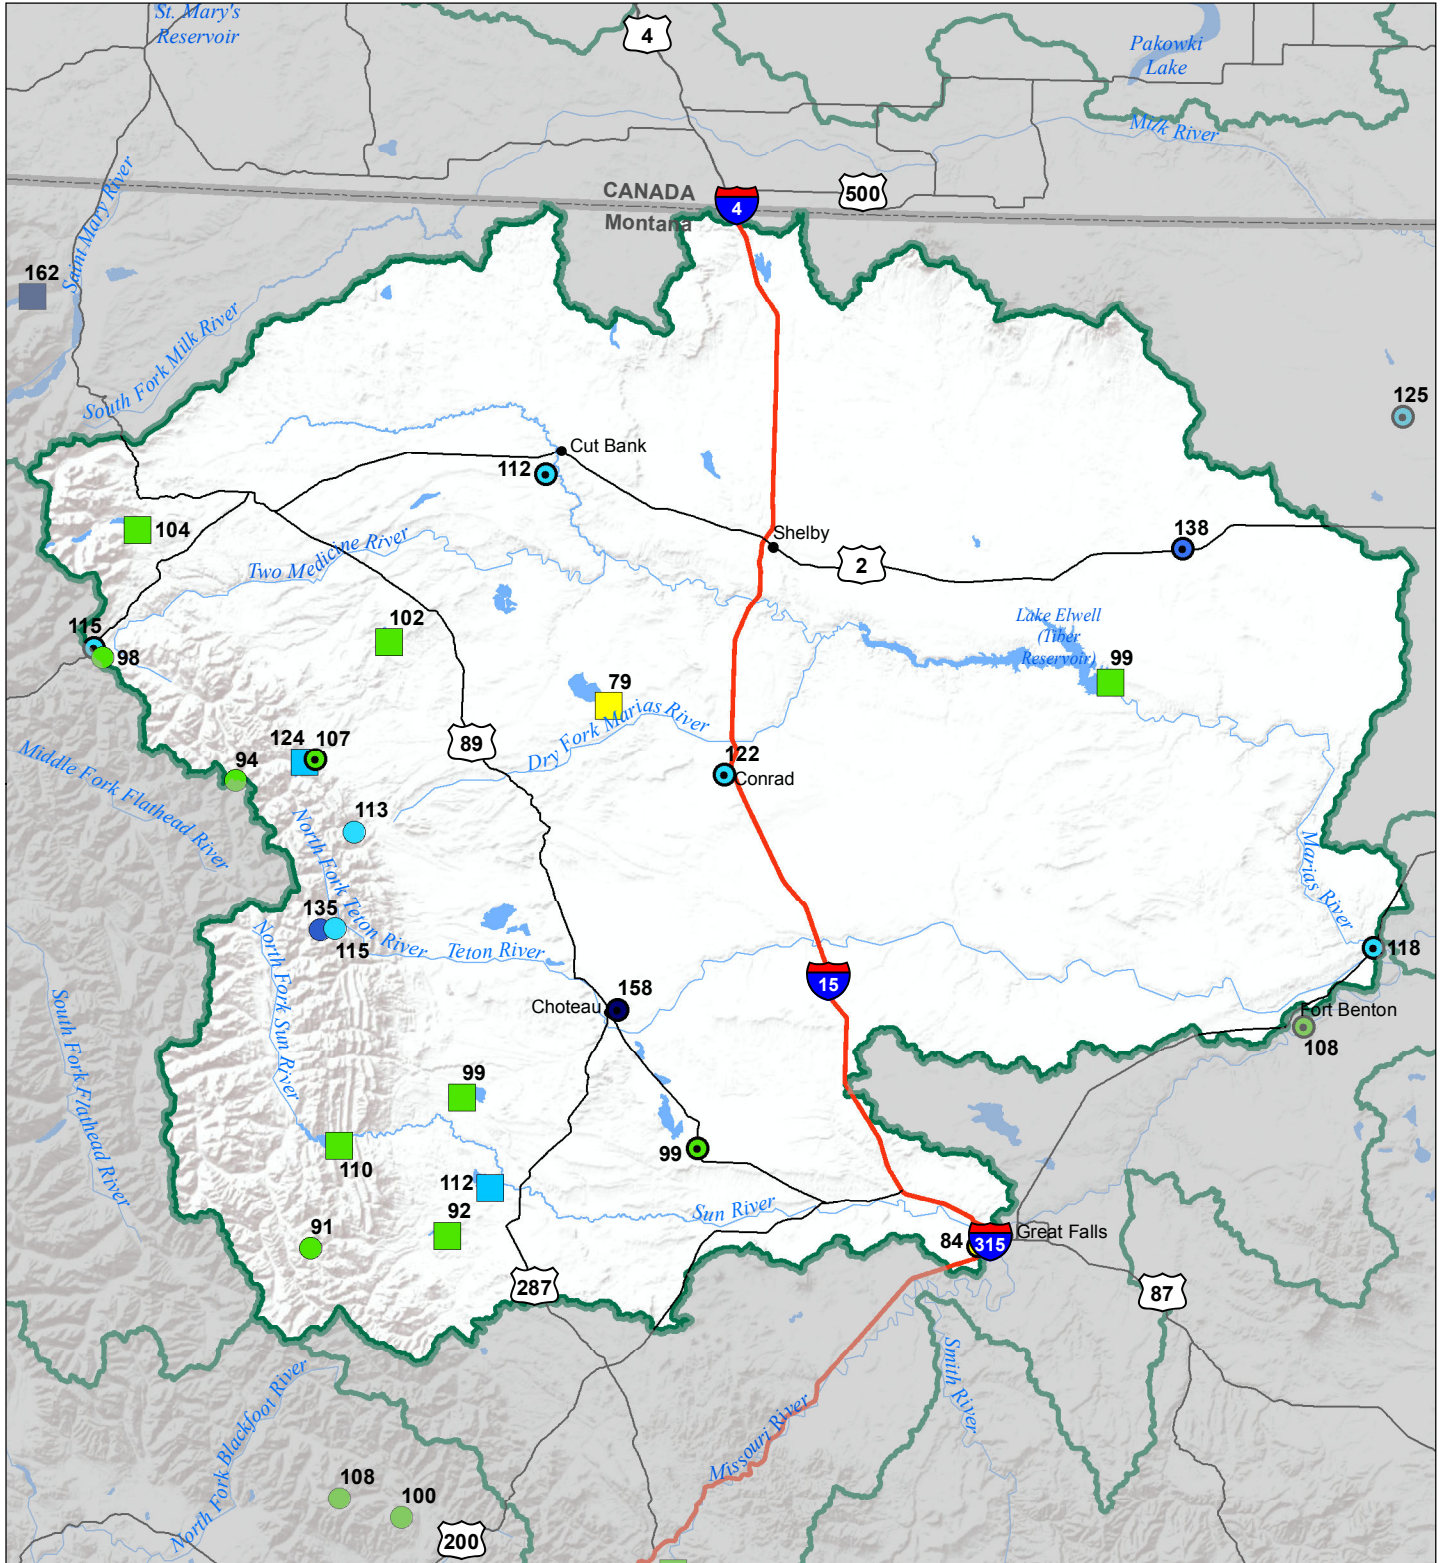 St. Mary's
Reservoir
4
Pakowki
Lake
Milk River
CANADA
Montana
4
500
Saint Mary River
162
South Fork Milk River
125
Cut Bank
112
104
Shelby
138
2
Two Medicine River
102
115
98
Lake Elwell
(Tiber
Reservoir)
99
79
Dry Fork Marias River
89
124
107
94
122
Conrad
Middle Fork Flathead River
113
North Fork Teton River
Marias River
135
115
Teton River
118
North Fork Sun River
15
158
Choteau
Fort Benton
108
South Fork Flathead River
99
99
110
112
92
Sun River
91
84
315
Great Falls
287
87
Smith River
Missouri River
North Fork Blackfoot River
108
100
200